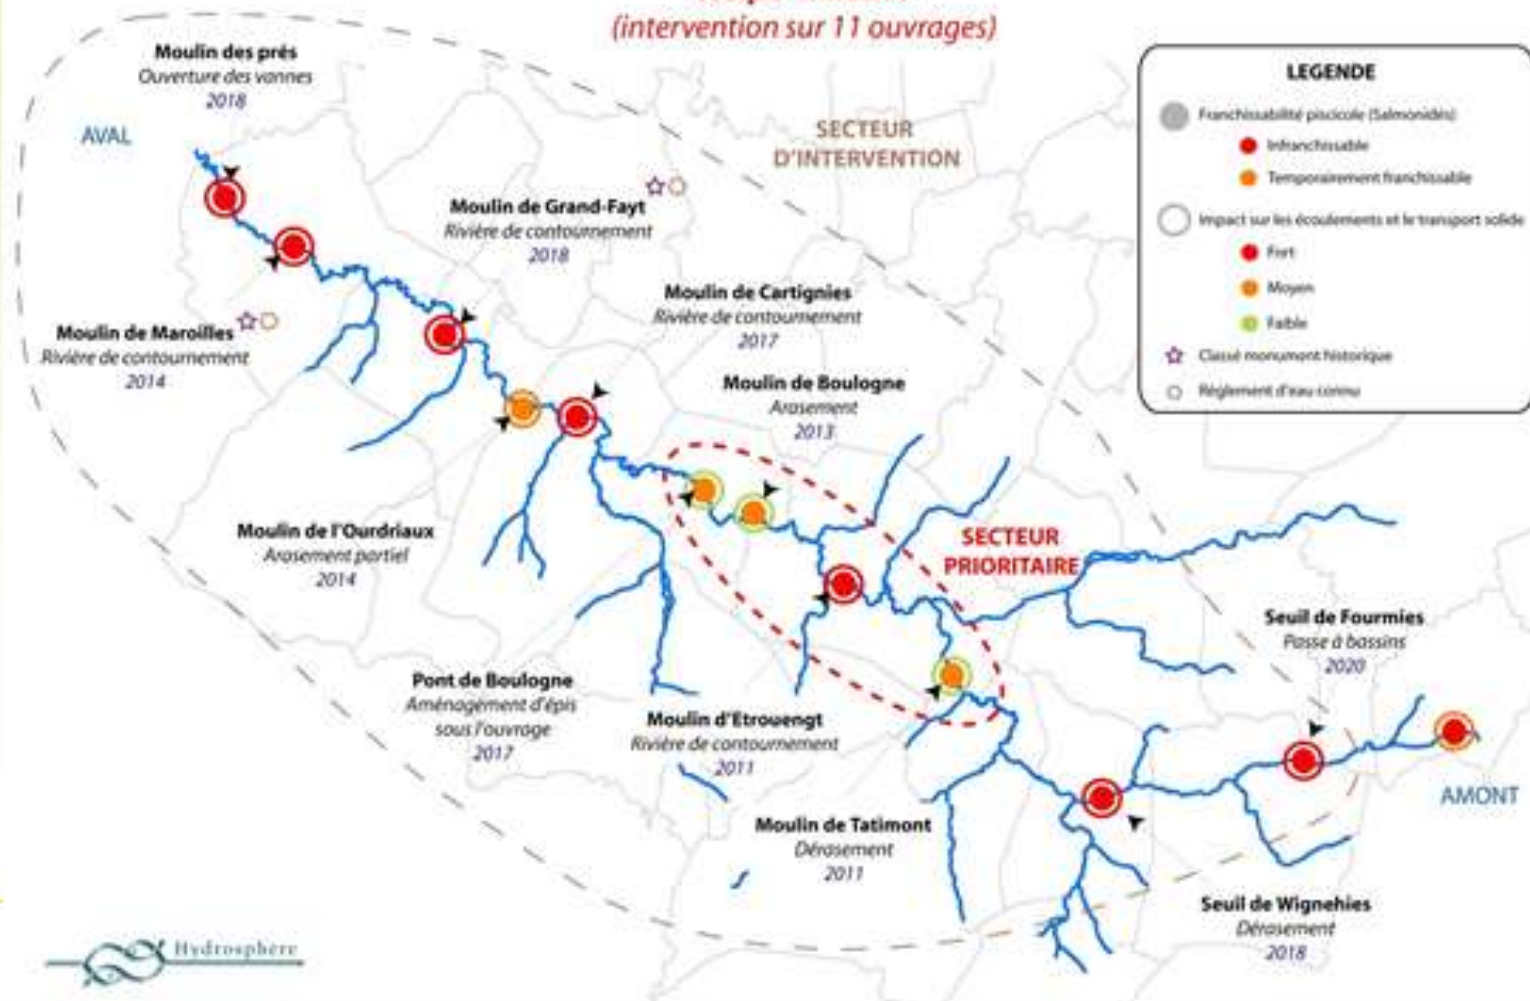 (intervention sur 11 ouvrages)
Moulin des prés
Ouverture des vannes
2018
AVAL
SECTEUR
D'INTERVENTION
LEGENDE
Franchissabilité piscicole (Salmonidés)
Infranchissable
Temporairement franchissable
Impact sur les écoulements et le transport solide
Fort
Moyen
Faible
Classé monument historique
Règlement d'eau connu
Moulin de Grand-Fayt
Rivière de contournement
2018
Moulin de Cartignies
Rivière de contournement
2017
Moulin de Maroilles
Rivière de contournement
2014
Moulin de Boulogne
Arasement
2013
Moulin de l'Ourdriaux
Arasement partiel
2014
SECTEUR
PRIORITAIRE
Seuil de Fourmies
Passe à bassins
2020
Pont de Boulogne
Aménagement d'épis
sous l'ouvrage
2017
Moulin d'Etrouengt
Rivière de contournement
2011
AMONT
Moulin de Tatimont
Dérasement
2011
Seuil de Wignehies
Dérasement
2018
Hydrosphère